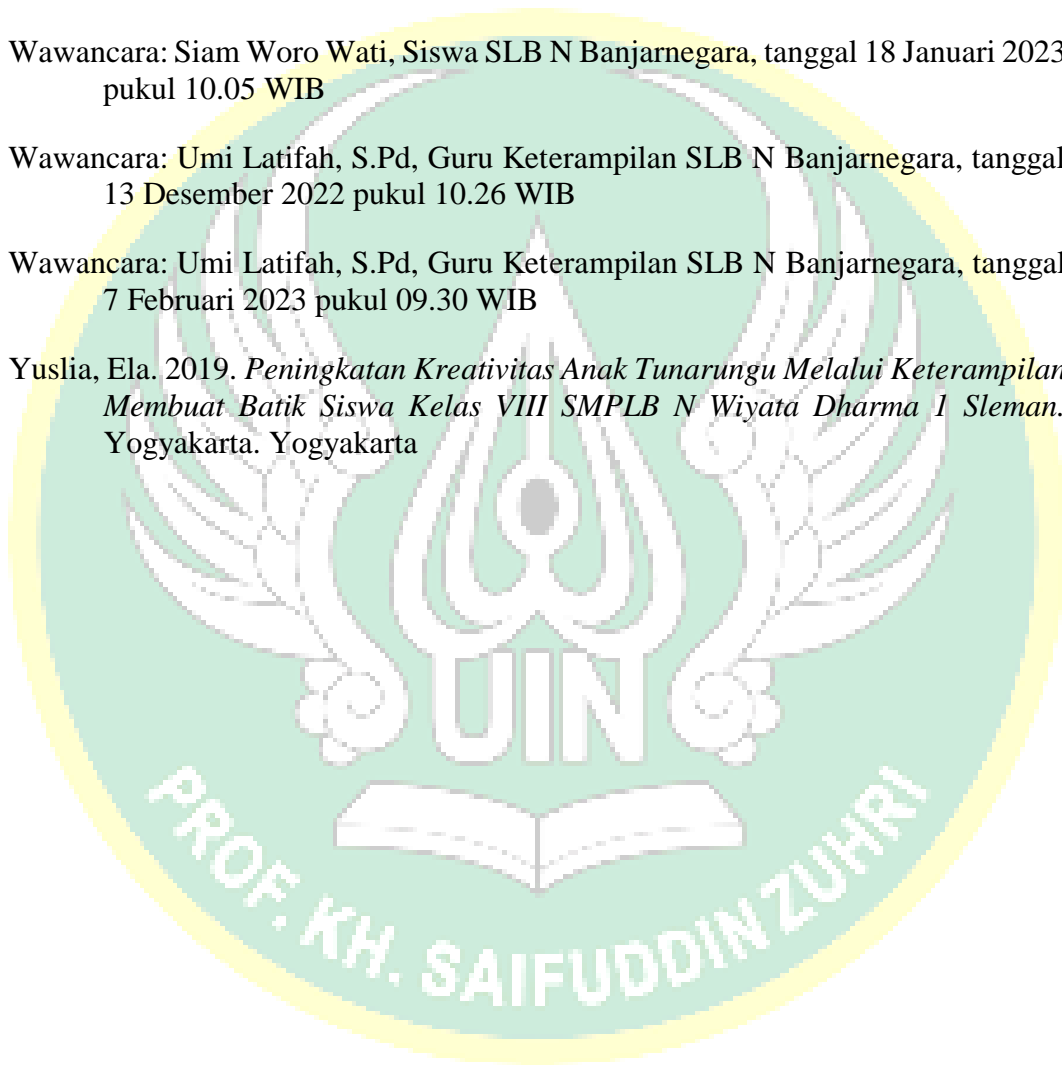 Wawancara: Siam Woro Wati, Siswa SLB N Banjarnegara, tanggal 18 Januari 2023
pukul 10.05 WIB
Wawancara: Umi Latifah, S.Pd, Guru Keterampilan SLB N Banjarnegara, tanggal
13 Desember 2022 pukul 10.26 WIB
Wawancara: Umi Latifah, S.Pd, Guru Keterampilan SLB N Banjarnegara, tanggal
7 Februari 2023 pukul 09.30 WIB
Yuslia, Ela. 2019. Peningkatan Kreativitas Anak Tunarungu Melalui Keterampilan
Membuat Batik Siswa Kelas VIII SMPLB N Wiyata Dharma 1 Sleman.
Yogyakarta. Yogyakarta
UIN
PROF. KH. SAIFUDDIN ZUHRI